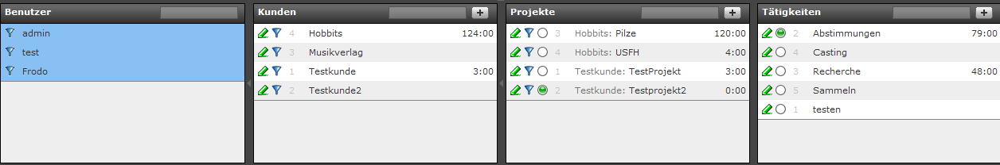 Benutzer
admin
test
Frodo
Kunden +
4 Hobbits 124:00
3 Musikverlag
1 Testkunde 3:00
2 Testkunde2
Projekte +
3 Hobbits: Pilze 120:00
4 Hobbits: USFH 4:00
1 Testkunde: TestProjekt 3:00
2 Testkunde: Testprojekt2 0:00
Tätigkeiten +
2 Abstimmungen 79:00
4 Casting
3 Recherche 48:00
5 Sammeln
1 testen